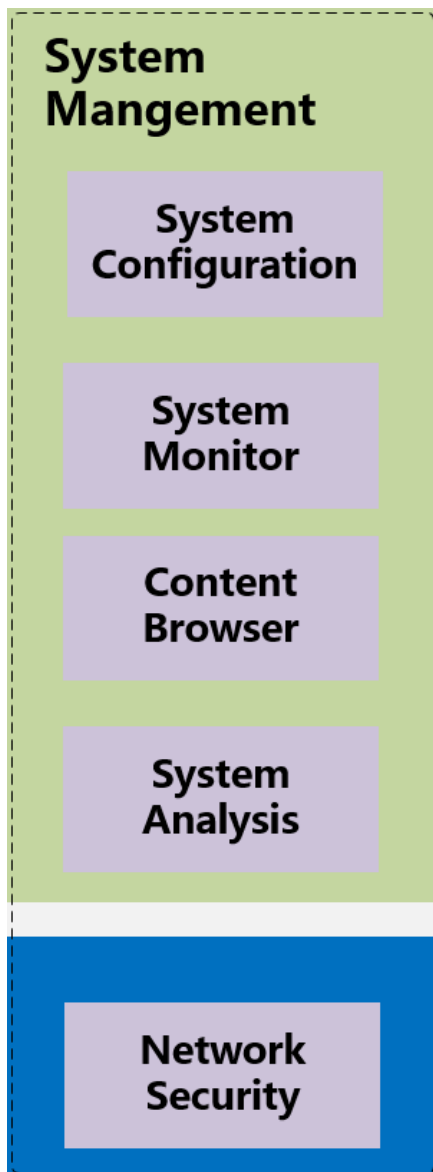 System
Mangement
System
Configuration
System
Monitor
Content
Browser
System
Analysis
Network
Security